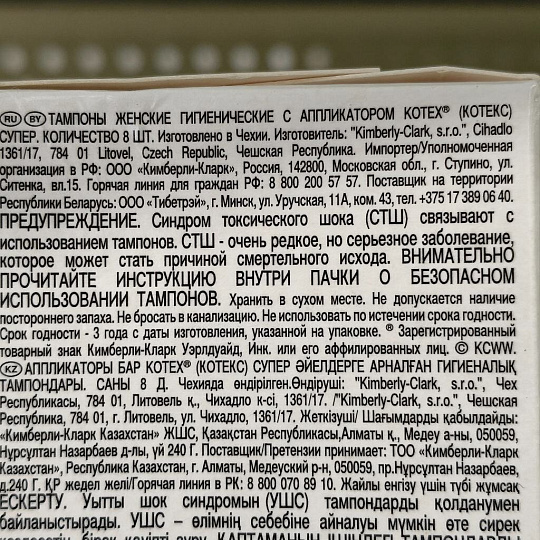 RU BY ТАМПОНЫ ЖЕНСКИЕ ГИГИЕНИЧЕСКИЕ С АППЛИКАТОРОМ KOTEX® (КОТЕКС)
СУПЕР. КОЛИЧЕСТВО 8 ШТ. Изготовлено в Чехии. Изготовитель: "Kimberly-Clark, s.r.o.", Cihadlo
1361/17, 784 01 Litovel, Czech Republic, Чешская Республика. Импортер/Уполномоченная
организация в РФ: ООО «Кимберли-Кларк», Россия, 142800, Московская обл., г. Ступино, ул.
Ситенка, вл.15. Горячая линия для граждан РФ: 8 800 200 57 57. Поставщик на территории
Республики Беларусь: ООО «Тибетрэй», г. Минск, ул. Уручская, 11А, ком. 43, тел. +375 17 389 06 40.
ПРЕДУПРЕЖДЕНИЕ. Синдром токсического шока (СТШ) связывают с
использованием тампонов. СТШ - очень редкое, но серьезное заболевание,
которое может стать причиной смертельного исхода. ВНИМАТЕЛЬНО
ПРОЧИТАЙТЕ ИНСТРУКЦИЮ ВНУТРИ ПАЧКИ О БЕЗОПАСНОМ
ИСПОЛЬЗОВАНИИ ТАМПОНОВ. Хранить в сухом месте. Не допускается наличие
постороннего запаха. Не бросать в канализацию. Не использовать по истечении срока годности.
Срок годности - 3 года с даты изготовления, указанной на упаковке. ® Зарегистрированный
товарный знак Кимберли-Кларк Уэрлдуайд, Инк. или его аффилированных лиц. © KCWW.
KZ АППЛИКАТОРЫ БАР KOTEX® (КОТЕКС) СУПЕР ӘЙЕЛДЕРГЕ АРНАЛҒАН ГИГИЕНАЛЫҚ
ТАМПОНДАРЫ. САНЫ 8 Д. Чехияда өндірілген.Өндіруші: "Kimberly-Clark, s.r.o.", Чех
Республикасы, 784 01, Литовель қ., Чихадло к-сі, 1361/17. /"Kimberly-Clark, s.r.o.", Чешская
Республика, 784 01, г. Литовель, ул. Чихадло, 1361/17. Жеткізуші/ Шағымдарды қабылдайды:
«Кимберли-Кларк Казахстан» ЖШС, Қазақстан Республикасы,Алматы қ., Медеу а-ны, 050059,
Нұрсұлтан Назарбаев д-лы, үй 240 Г. Поставщик/Претензии принимает: ТОО «Кимберли-Кларк
Казахстан», Республика Казахстан, г. Алматы, Медеуский р-н, 050059, пр.Нұрсұлтан Назарбаев,
д.240 Г. ҚР жедел желі/Горячая линия в РК: 8 800 070 89 10. Жайлы енгізу үшін түбі жұмсақ
ЕСКЕРТУ. Уытты шок синдромын (УШС) тампондарды қолданумен
байланыстырады. УШС – өлімнің себебіне айналуы мүмкін өте сирек